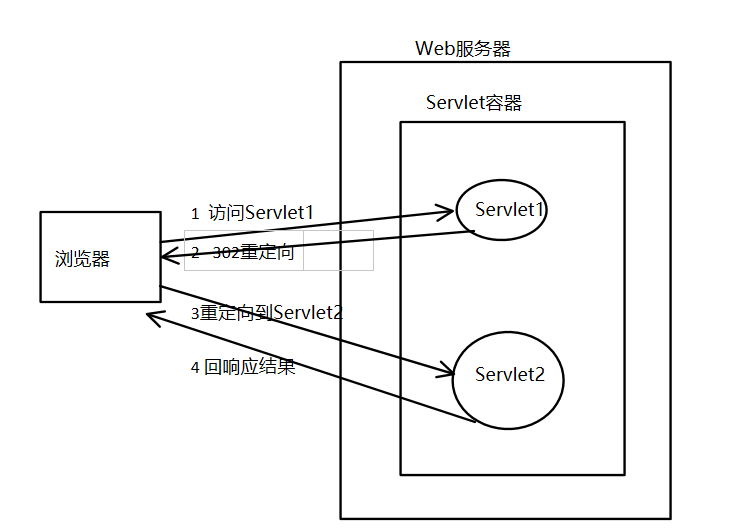 Web服务器
Servlet容器
1 访问Servlet1
Servlet1
2 302重定向
浏览器
3重定向到Servlet2
4 回响应结果
Servlet2